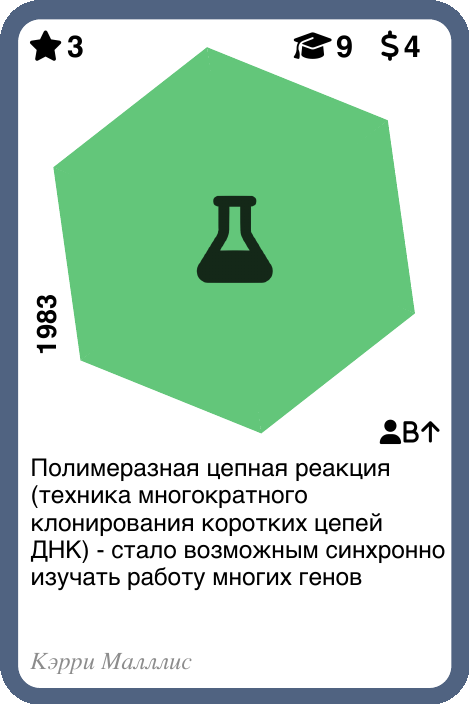 3 9 $4
1983
B↑
Полимеразная цепная реакция
(техника многократного
клонирования коротких цепей
ДНК) - стало возможным синхронно
изучать работу многих генов
Кэрри Малллис